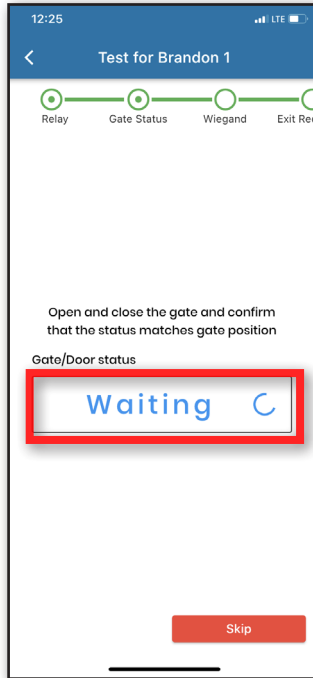 12:25
LTE
Test for Brandon 1
Relay
Gate Status
Wiegand
Exit Re
Open and close the gate and confirm
that the status matches gate position
Gate/Door status
Waiting
Skip